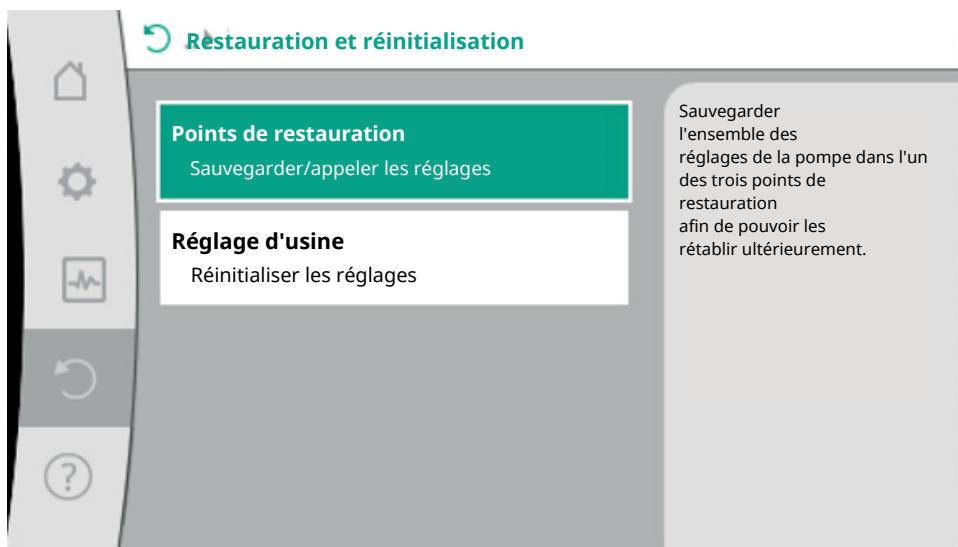 Restauration et réinitialisation
Points de restauration
Sauvegarder/appeler les réglages
Réglage d'usine
Réinitialiser les réglages
Sauvegarder
l'ensemble des
réglages de la pompe dans l'un
des trois points de
restauration
afin de pouvoir les
rétablir ultérieurement.
?